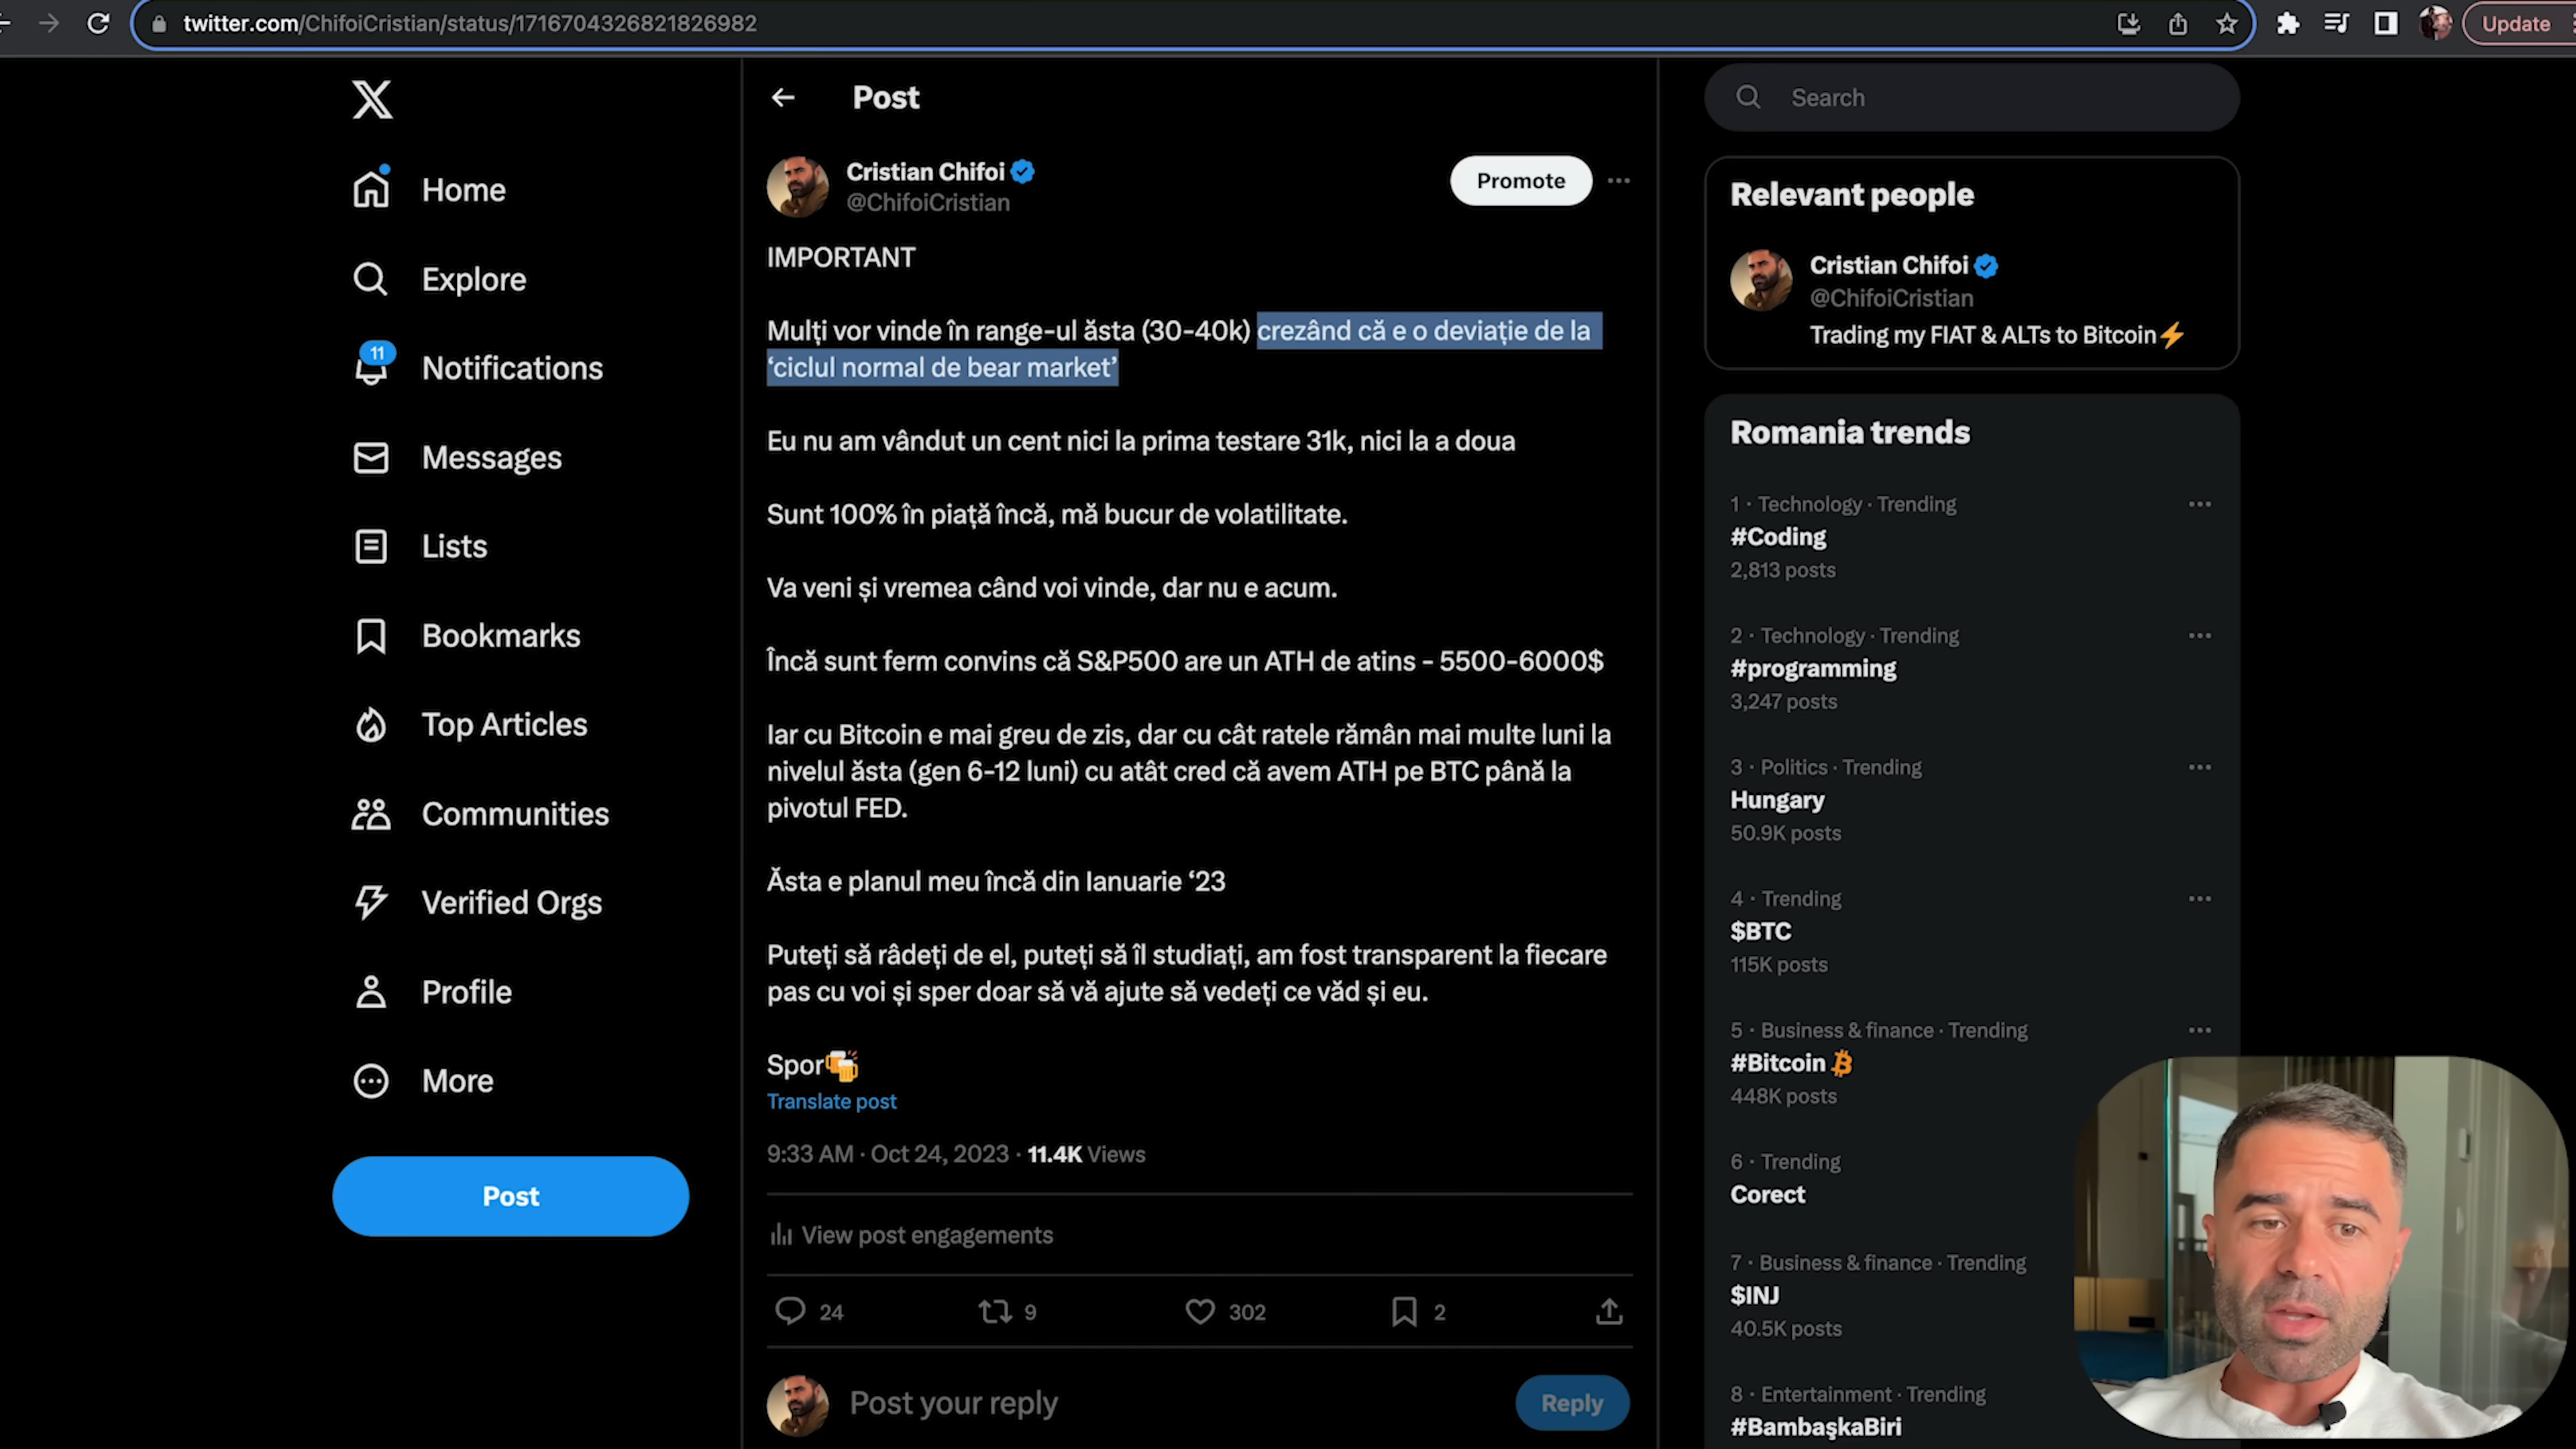 twitter.com/ChifoiCristian/status/1716704326821826982
Update
Home
Explore
11
Notifications
Messages
Lists
Bookmarks
Top Articles
Communities
Verified Orgs
Profile
More
Post
Post
Cristian Chifoi
@ChifoiCristian
Promote
IMPORTANT
Mulți vor vinde în range-ul ăsta (30-40k) crezând că e o deviație de la
‘ciclul normal de bear market’
Eu nu am vândut un cent nici la prima testare 31k, nici la a doua
Sunt 100% în piață încă, mă bucur de volatilitate.
Va veni și vremea când voi vinde, dar nu e acum.
Încă sunt ferm convins că S&P500 are un ATH de atins - 5500-6000$
Iar cu Bitcoin e mai greu de zis, dar cu cât ratele rămân mai multe luni la
nivelul ăsta (gen 6-12 luni) cu atât cred că avem ATH pe BTC până la
pivotul FED.
Ăsta e planul meu încă din Ianuarie ‘23
Puteți să râdeți de el, puteți să îl studiați, am fost transparent la fiecare
pas cu voi și sper doar să vă ajute să vedeți ce văd și eu.
Spor🍻
Translate post
9:33 AM · Oct 24, 2023 · 11.4K Views
View post engagements
24 9 302 2
Post your reply
Reply
Search
Relevant people
Cristian Chifoi
@ChifoiCristian
Trading my FIAT & ALTs to Bitcoin⚡
Romania trends
1 · Technology · Trending
#Coding
2,813 posts
2 · Technology · Trending
#programming
3,247 posts
3 · Politics · Trending
Hungary
50.9K posts
4 · Trending
$BTC
115K posts
5 · Business & finance · Trending
#Bitcoin
448K posts
6 · Trending
Corect
7 · Business & finance · Trending
$INJ
40.5K posts
8 · Entertainment · Trending
#BambaşkaBiri